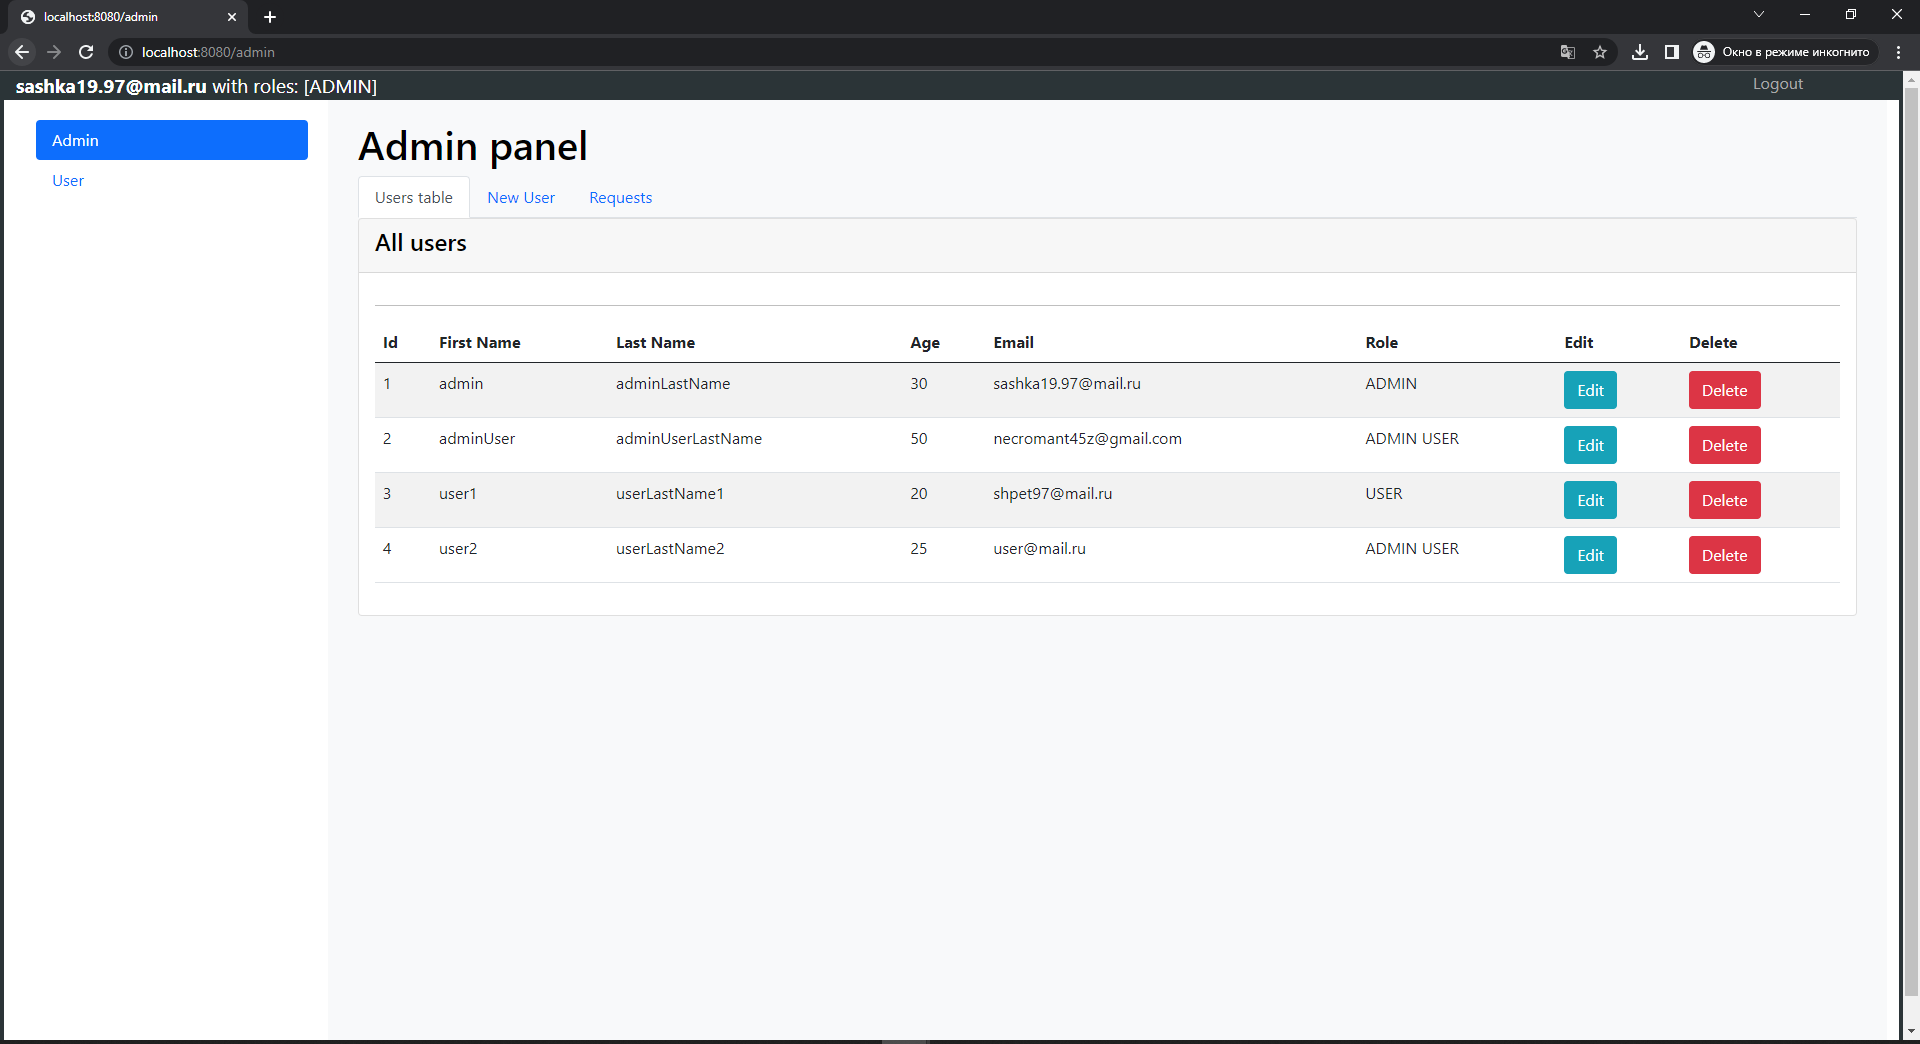 localhost:8080/admin
localhost:8080/admin
Окно в режиме инкогнито
sashka19.97@mail.ru with roles: [ADMIN]
Logout
Admin
User
Admin panel
Users table New User Requests
All users
Id First Name Last Name Age Email Role Edit Delete
1 admin adminLastName 30 sashka19.97@mail.ru ADMIN Edit Delete
2 adminUser adminUserLastName 50 necromant45z@gmail.com ADMIN USER Edit Delete
3 user1 userLastName1 20 shpet97@mail.ru USER Edit Delete
4 user2 userLastName2 25 user@mail.ru ADMIN USER Edit Delete